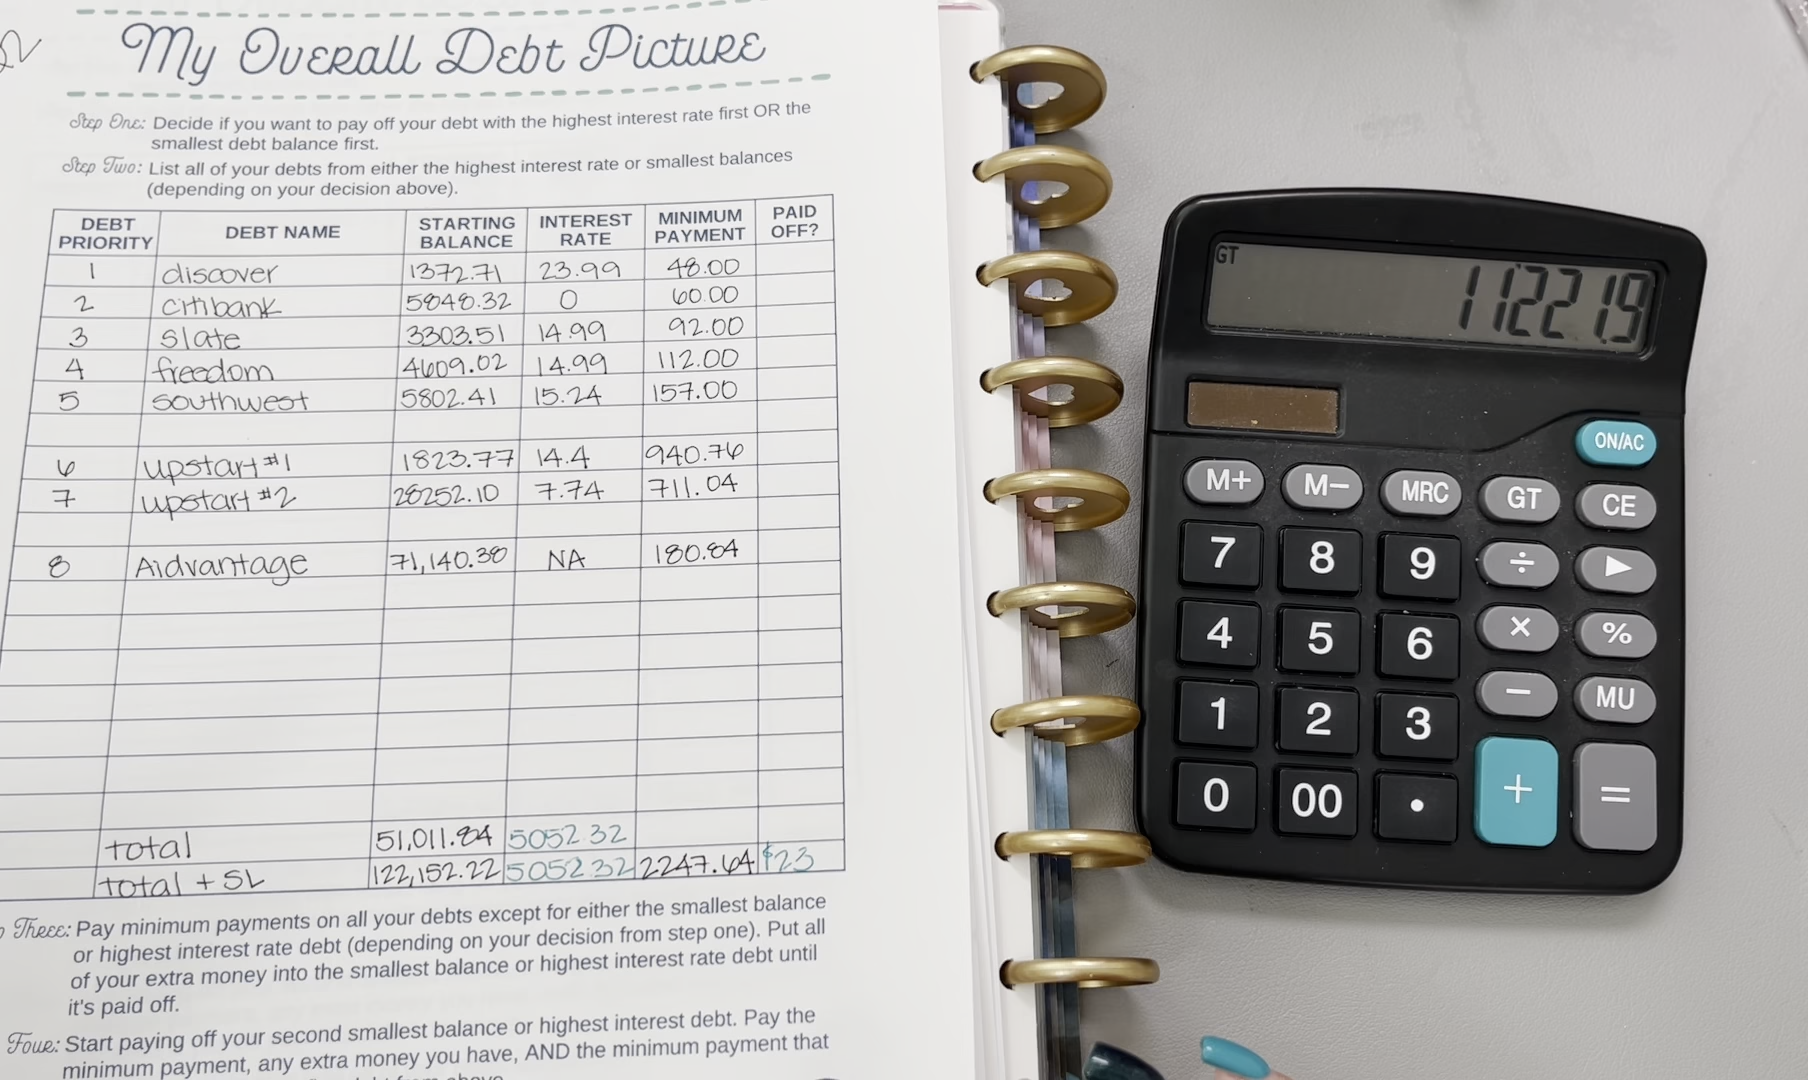 My Overall Debt Picture
Step One: Decide if you want to pay off your debt with the highest interest rate first OR the
smallest debt balance first.
Step Two: List all of your debts from either the highest interest rate or smallest balances
(depending on your decision above).
DEBT PRIORITY DEBT NAME STARTING BALANCE INTEREST RATE MINIMUM PAYMENT PAID OFF?
1 discover 1372.71 23.99 48.00
2 citibank 5848.32 0 60.00
3 slate 3303.51 14.99 92.00
4 freedom 4609.02 14.99 112.00
5 southwest 5802.41 15.24 157.00
6 upstart #1 1823.77 14.4 940.76
7 upstart #2 28252.10 7.74 711.04
8 Aidvantage 71,140.38 NA 180.84
total 51,011.84 5052.32
total + SL 122,152.22 5052.32 2247.64 $23
Three: Pay minimum payments on all your debts except for either the smallest balance
or highest interest rate debt (depending on your decision from step one). Put all
of your extra money into the smallest balance or highest interest rate debt until
it's paid off.
Four: Start paying off your second smallest balance or highest interest debt. Pay the
minimum payment, any extra money you have, AND the minimum payment that
GT
112219
ON/AC
M+ M− MRC GT CE
7 8 9 ÷ ▶
4 5 6 × %
1 2 3 − MU
0 00 • + =